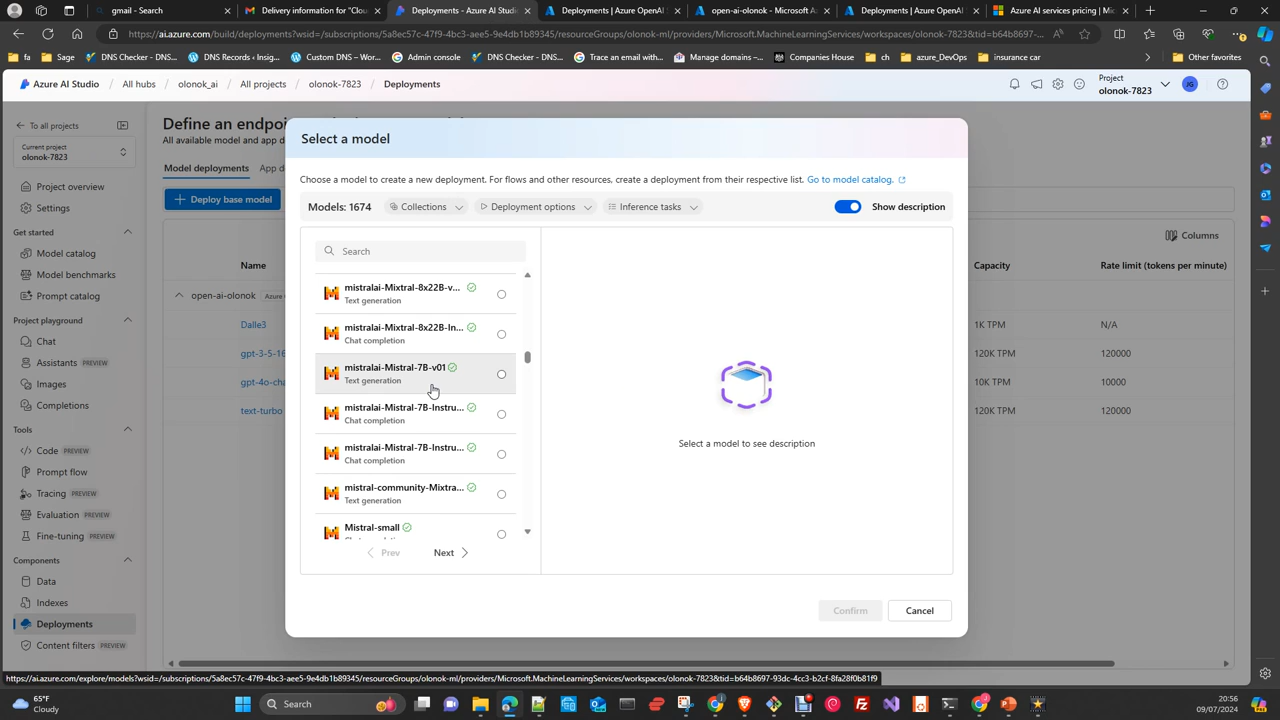 gmail - Search
Delivery information for "Clou
Deployments - Azure AI Studio
Deployments | Azure OpenAI S
open-ai-olonok - Microsoft Az
Deployments | Azure OpenAI
Azure AI services pricing | Mic
https://ai.azure.com/build/deployments?wsid=/subscriptions/5a8ec57c-47f9-4bc3-aee5-9e4db1b89345/resourceGroups/olonok-ml/providers/Microsoft.MachineLearningServices/workspaces/olonok-7823&tid=b64b8697-...
fa
DNS Checker - DNS...
DNS Records ‹ Insig...
Custom DNS – Wor...
Google Admin console
DNS Checker - DNS...
Trace an email with...
Manage domains -...
Companies House
ch
azure_DevOps
insurance car
Other favorites
Azure AI Studio / All hubs / olonok_ai / All projects / olonok-7823 / Deployments
Project
olonok-7823
JG
To all projects
Current project
olonok-7823
Project overview
Settings
Get started
Model catalog
Model benchmarks
Prompt catalog
Project playground
Chat
Assistants PREVIEW
Images
Completions
Tools
Code PREVIEW
Prompt flow
Tracing PREVIEW
Evaluation PREVIEW
Fine-tuning PREVIEW
Components
Data
Indexes
Deployments
Content filters PREVIEW
Define an endpoint
All available model and app d
Model deployments
App de
Deploy base model
Columns
Name
Capacity
Rate limit (tokens per minute)
open-ai-olonok
Azure
Dalle3
1K TPM
N/A
gpt-3-5-16
120K TPM
120000
gpt-4o-cha
10K TPM
10000
text-turbo
120K TPM
120000
Select a model
Choose a model to create a new deployment. For flows and other resources, create a deployment from their respective list. Go to model catalog.
Models: 1674
Collections
Deployment options
Inference tasks
Show description
Search
mistralai-Mixtral-8x22B-v...
Text generation
mistralai-Mixtral-8x22B-In...
Chat completion
mistralai-Mistral-7B-v01
Text generation
mistralai-Mistral-7B-Instru...
Chat completion
mistralai-Mistral-7B-Instru...
Chat completion
mistral-community-Mixtra...
Text generation
Mistral-small
Prev
Next
Select a model to see description
Confirm
Cancel
https://ai.azure.com/explore/models?wsid=/subscriptions/5a8ec57c-47f9-4bc3-aee5-9e4db1b89345/resourceGroups/olonok-ml/providers/Microsoft.MachineLearningServices/workspaces/olonok-7823&tid=b64b8697-93dc-4cc3-b2cf-8fa28f0b81f9
65°F
Cloudy
Search
20:56
09/07/2024